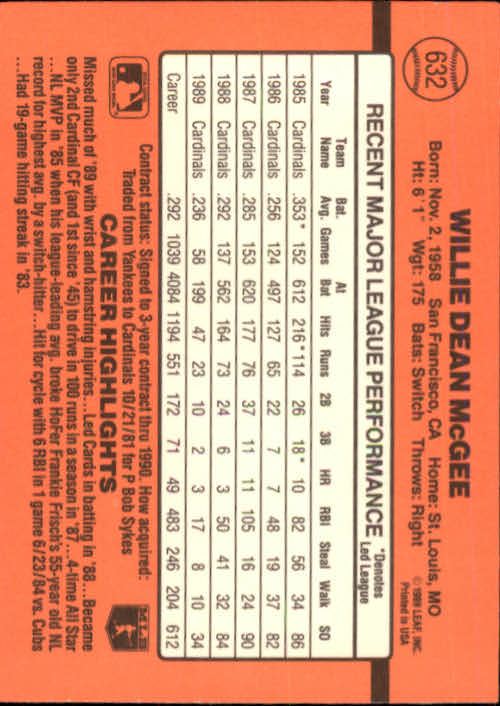 632
WILLIE DEAN McGEE
Born: Nov. 2, 1958 San Francisco, CA Home: St. Louis, MO
Ht: 6'1" Wgt: 175 Bats: Switch Throws: Right
© 1989 LEAF, INC.
Printed in USA
RECENT MAJOR LEAGUE PERFORMANCE *Denotes Led League
Year Team Name Bat. Avg. Games At Bat Hits Runs 2B 3B HR RBI Steal Walk SO
1985 Cardinals .353* 152 612 216* 114 26 18* 10 82 56 34 86
1986 Cardinals .256 124 497 127 65 22 7 7 48 19 37 82
1987 Cardinals .285 153 620 177 76 37 11 11 105 16 24 90
1988 Cardinals .292 137 562 164 73 24 6 3 50 41 32 84
1989 Cardinals .236 58 199 47 23 10 2 3 17 8 10 34
Career .292 1039 4084 1194 551 172 71 49 483 246 204 612
Contract status: Signed to 3-year contract thru 1990. How acquired:
Traded from Yankees to Cardinals 10/21/81 for P Bob Sykes
CAREER HIGHLIGHTS
Missed much of '89 with wrist and hamstring injuries...Led Cards in batting in '88...Became
only 2nd Cardinal CF (and 1st since '45) to drive in 100 runs in a season in '87...4-time All Star
...NL MVP in '85 when his league-leading avg. broke HoFer Frankie Frisch's 55-year old NL
record for highest avg. by a switch-hitter...Hit for cycle with 6 RBI in 1 game 6/23/84 vs. Cubs
...Had 19-game hitting streak in '83.